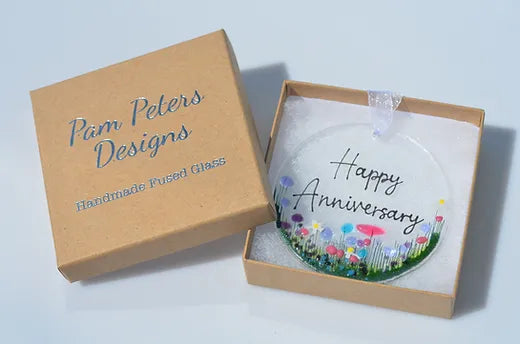 Pam Peters
Designs
Handmade Fused Glass
Happy
Anniversary